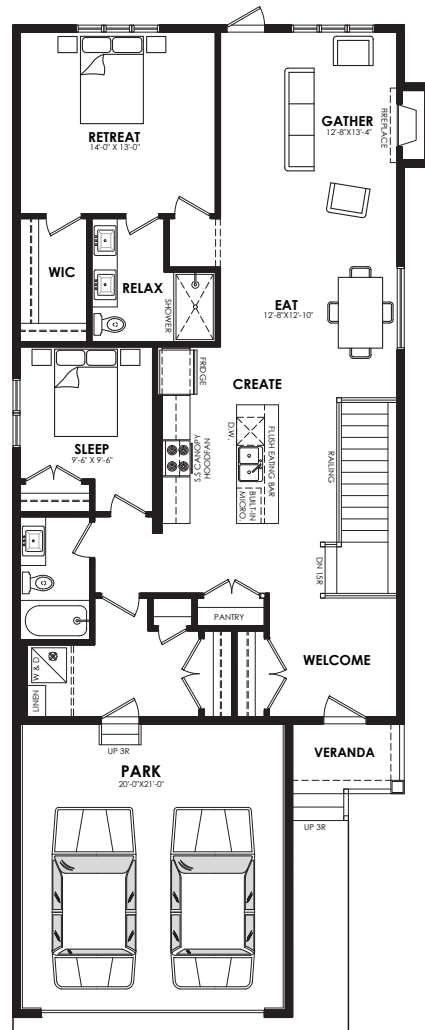 RETREAT
14'-0" X 13'-0"
GATHER
12'-8"X13'-4"
FIREPLACE
WIC
RELAX
SHOWER
EAT
12'-8"X12'-10"
FRIDGE
CREATE
SLEEP
9'-6" X 9'-6"
S.S CANOPY
HOODFAN
D.W.
FLUSH EATING BAR
BUILT-IN
MICRO.
RAILING
DN 15R
PANTRY
W & D
LINEN
WELCOME
UP 3R
VERANDA
PARK
20'-0"X21'-0"
UP 3R